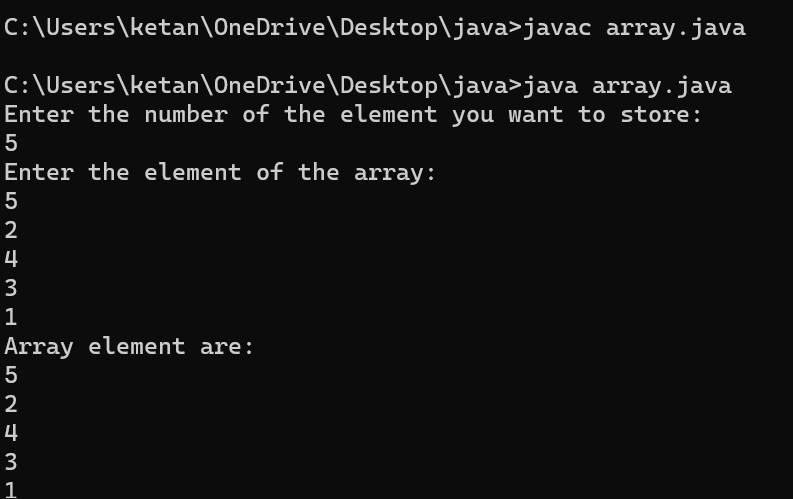 C:\Users\ketan\OneDrive\Desktop\java>javac array.java
C:\Users\ketan\OneDrive\Desktop\java>java array.java
Enter the number of the element you want to store:
5
Enter the element of the array:
5
2
4
3
1
Array element are:
5
2
4
3
1